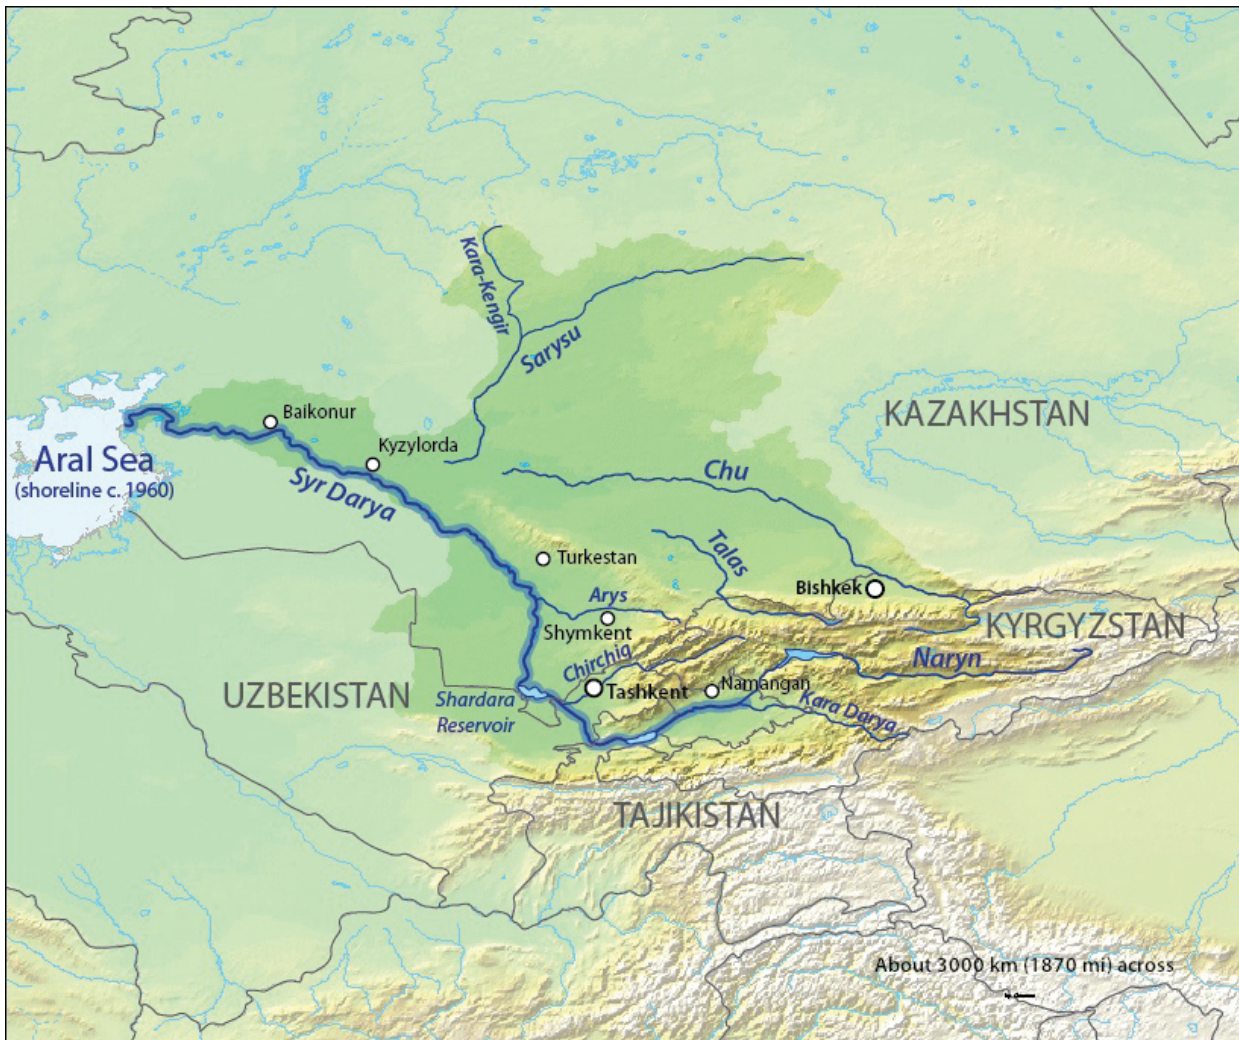 Kara-Kengir
Sarysu
KAZAKHSTAN
Baikonur
Kyzylorda
Aral Sea
(shoreline c. 1960)
Syr Darya
Chu
Talas
Turkestan
Bishkek
Arys
Shymkent
KYRGYZSTAN
Chirchiq
Naryn
UZBEKISTAN
Tashkent
Namangan
Shardara
Reservoir
Kara Darya
TAJIKISTAN
About 3000 km (1870 mi) across